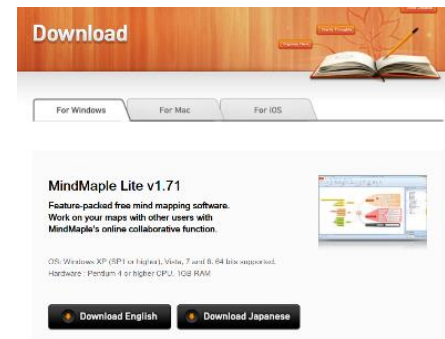 Download
For Windows
For Mac
For iOS
MindMaple Lite v1.71
Feature-packed free mind mapping software.
Work on your maps with other users with
MindMaple's online collaborative function.
OS: Windows XP (SP1 or higher), Vista, 7 and 8, 64 bits supported.
Hardware : Pentium 4 or higher CPU, 1GB RAM
Download English
Download Japanese